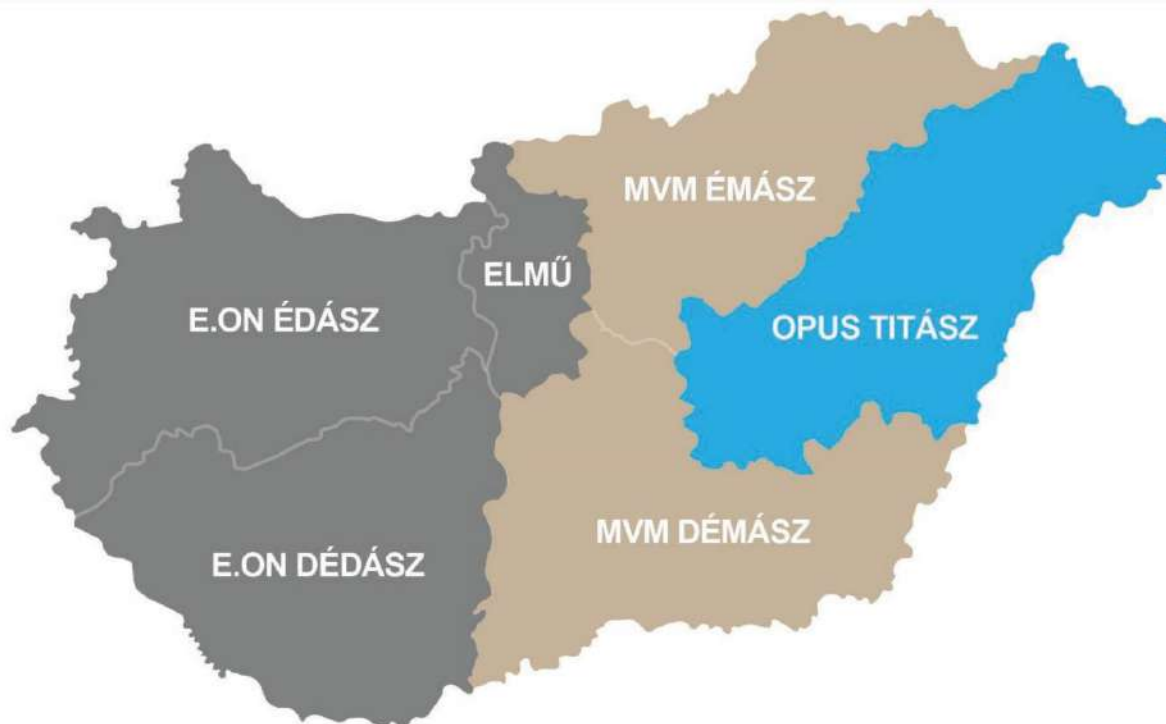 MVM ÉMÁSZ
ELMŰ
E.ON ÉDÁSZ
OPUS TITÁSZ
MVM DÉMÁSZ
E.ON DÉDÁSZ